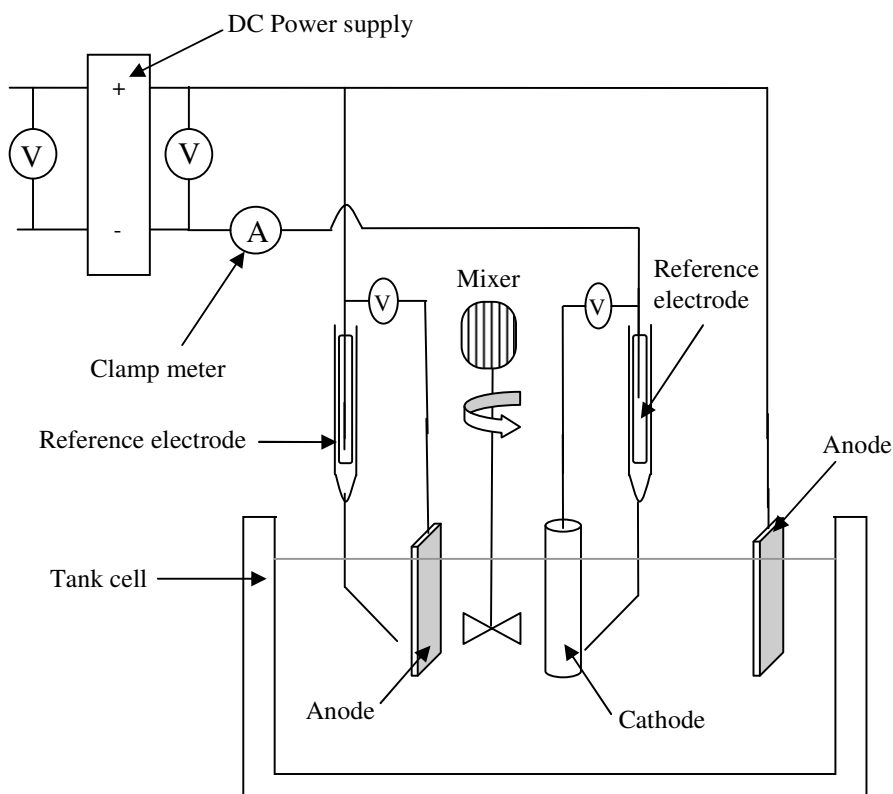 DC Power supply
+
V
V
-
A
Mixer
Reference
electrode
V
V
Clamp meter
Reference electrode
Anode
Tank cell
Anode
Cathode